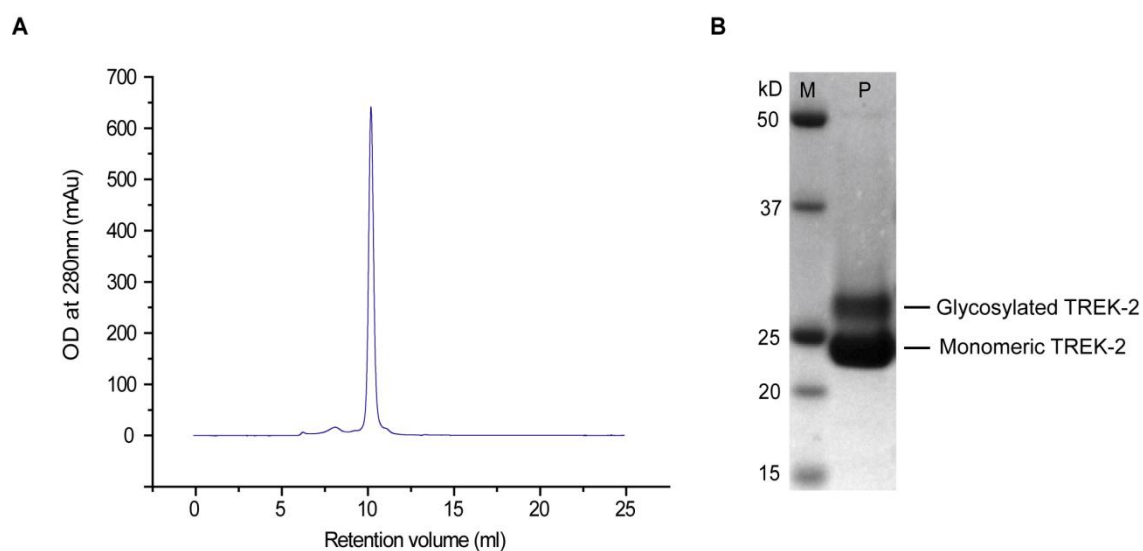 A
700
600
500
400
300
200
100
0
OD at 280nm (mAu)
0 5 10 15 20 25
Retention volume (ml)
B
kD M P
50
37
25
20
15
Glycosylated TREK-2
Monomeric TREK-2